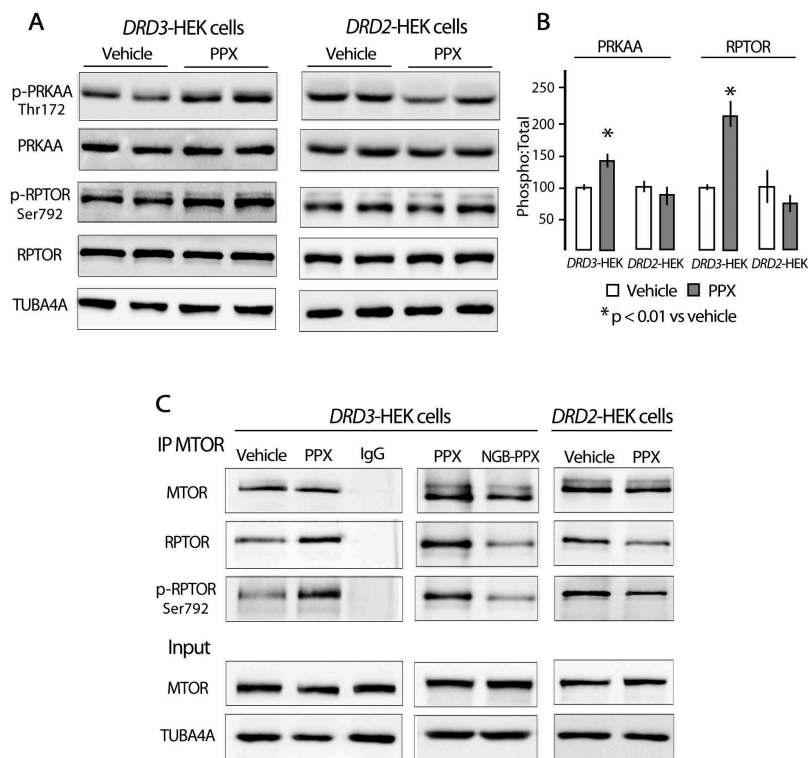 A
DRD3-HEK cells
DRD2-HEK cells
Vehicle PPX
Vehicle PPX
p-PRKAA
Thr172
PRKAA
p-RPTOR
Ser792
RPTOR
TUBA4A
B
PRKAA RPTOR
Phospho:Total
250
200
150
100
50
*
*
DRD3-HEK DRD2-HEK DRD3-HEK DRD2-HEK
Vehicle PPX
* p < 0.01 vs vehicle
C
DRD3-HEK cells DRD2-HEK cells
IP MTOR
Vehicle PPX IgG PPX NGB-PPX Vehicle PPX
MTOR
RPTOR
p-RPTOR
Ser792
Input
MTOR
TUBA4A